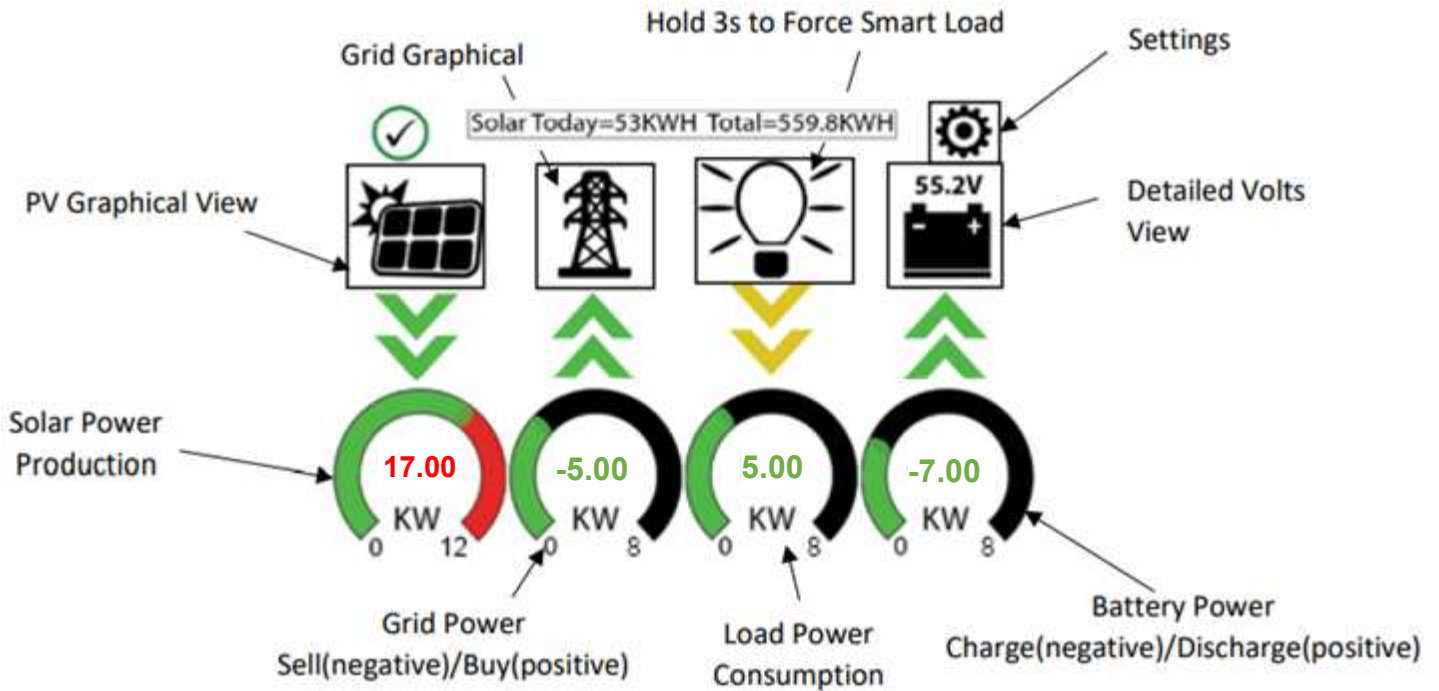 Hold 3s to Force Smart Load
Settings
Grid Graphical
Solar Today=53KWH Total=559.8KWH
55.2V
PV Graphical View
Detailed Volts
View
- +
Solar Power
Production
17.00
-5.00
5.00
-7.00
KW
KW
KW
KW
0 12
0 8
0 8
0 8
Grid Power
Sell(negative)/Buy(positive)
Load Power
Consumption
Battery Power
Charge(negative)/Discharge(positive)